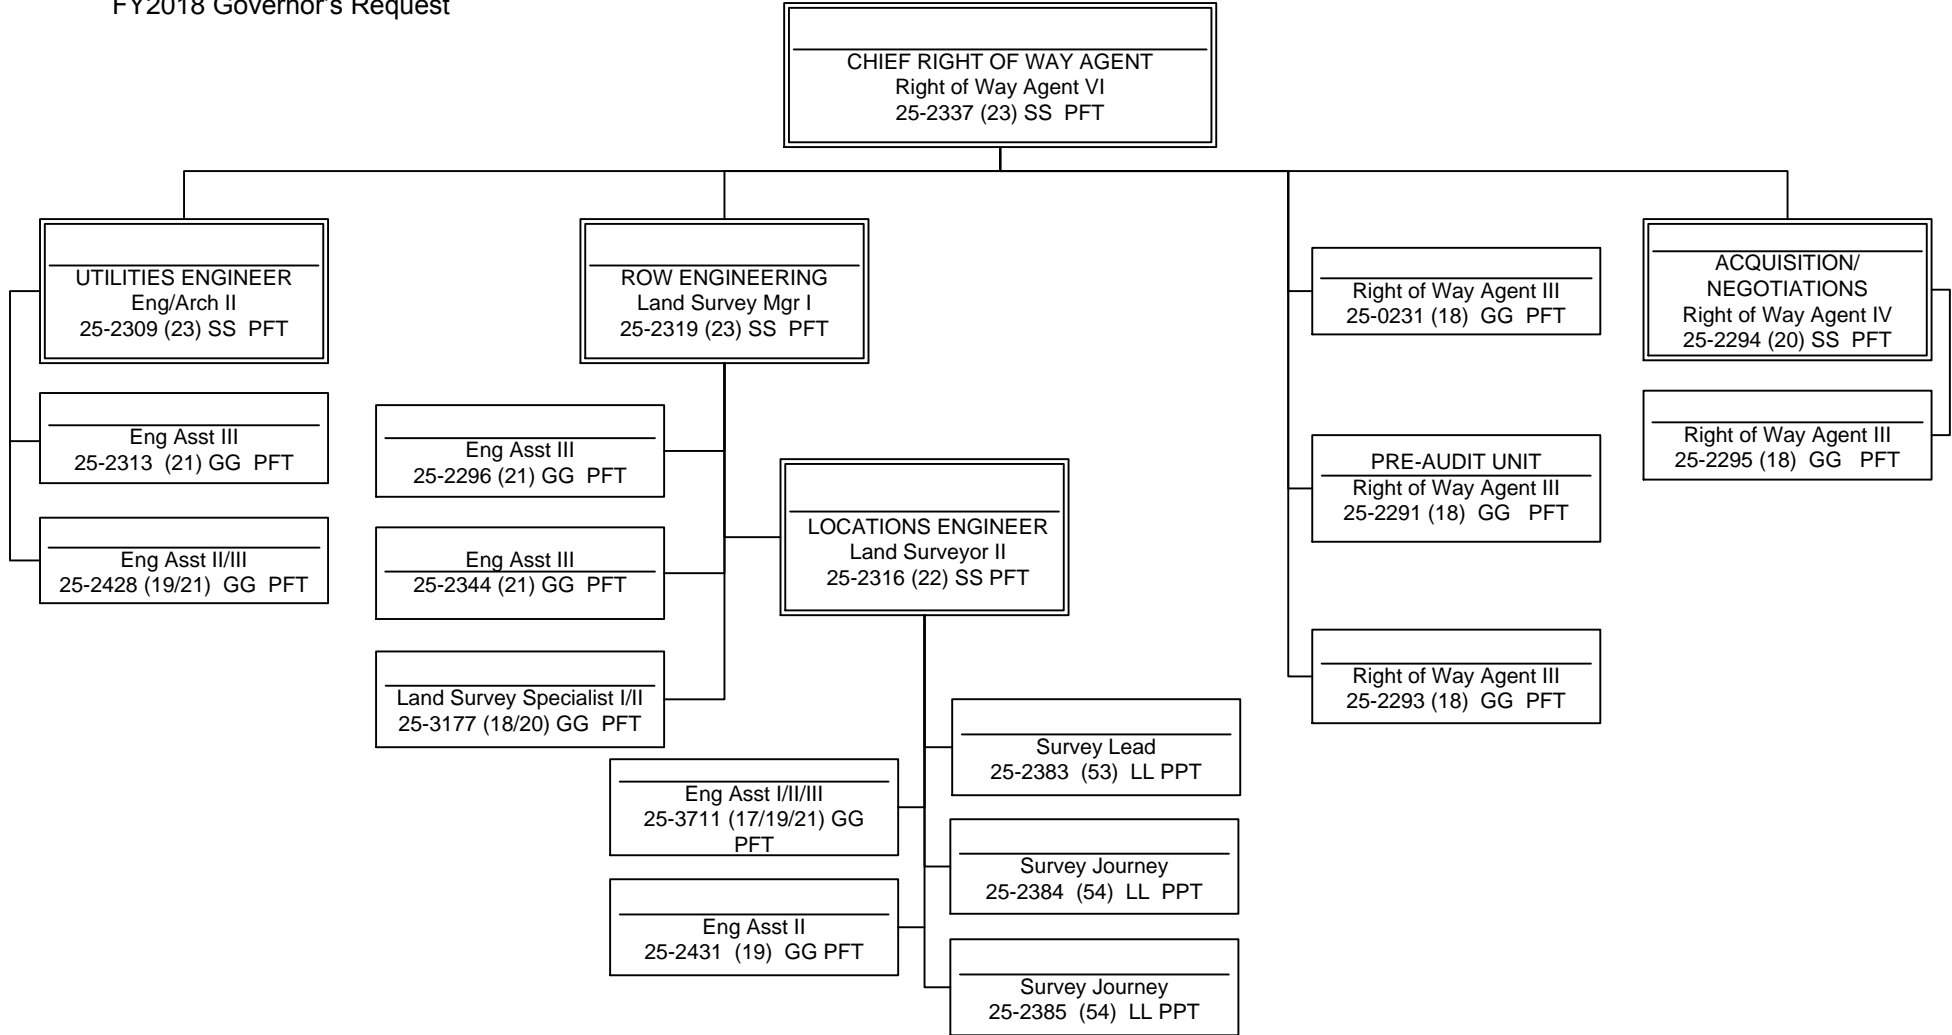 FY2018 Governor's Request
CHIEF RIGHT OF WAY AGENT
Right of Way Agent VI
25-2337 (23) SS PFT
UTILITIES ENGINEER
Eng/Arch II
25-2309 (23) SS PFT
Eng Asst III
25-2313 (21) GG PFT
Eng Asst II/III
25-2428 (19/21) GG PFT
ROW ENGINEERING
Land Survey Mgr I
25-2319 (23) SS PFT
Eng Asst III
25-2296 (21) GG PFT
Eng Asst III
25-2344 (21) GG PFT
Land Survey Specialist I/II
25-3177 (18/20) GG PFT
LOCATIONS ENGINEER
Land Surveyor II
25-2316 (22) SS PFT
Eng Asst I/II/III
25-3711 (17/19/21) GG
PFT
Eng Asst II
25-2431 (19) GG PFT
Survey Lead
25-2383 (53) LL PPT
Survey Journey
25-2384 (54) LL PPT
Survey Journey
25-2385 (54) LL PPT
Right of Way Agent III
25-0231 (18) GG PFT
PRE-AUDIT UNIT
Right of Way Agent III
25-2291 (18) GG PFT
Right of Way Agent III
25-2293 (18) GG PFT
ACQUISITION/
NEGOTIATIONS
Right of Way Agent IV
25-2294 (20) SS PFT
Right of Way Agent III
25-2295 (18) GG PFT